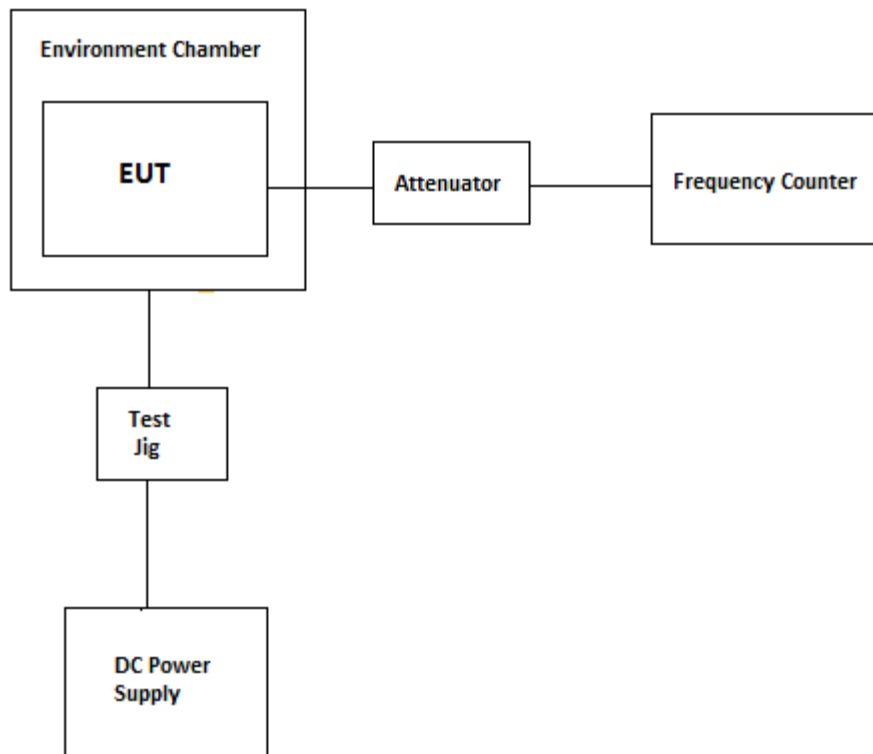 Environment Chamber
EUT
Attenuator
Frequency Counter
Test
Jig
DC Power
Supply